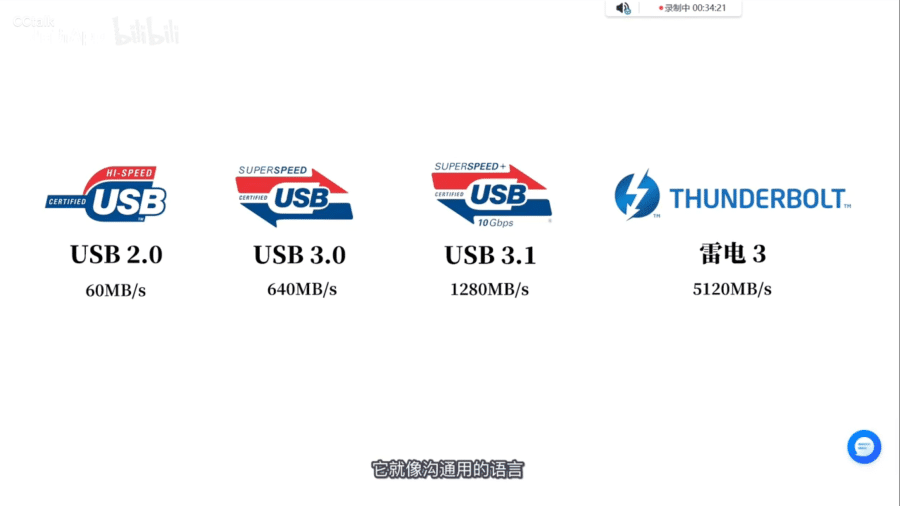 录制中 00:34:21
bilibili
HI-SPEED
CERTIFIED
USB
TM
USB 2.0
60MB/s
SUPERSPEED
CERTIFIED
USB
USB 3.0
640MB/s
SUPERSPEED+
CERTIFIED
USB
10 Gbps
®
USB 3.1
1280MB/s
THUNDERBOLT™
TM
雷电 3
5120MB/s
它就像沟通用的语言